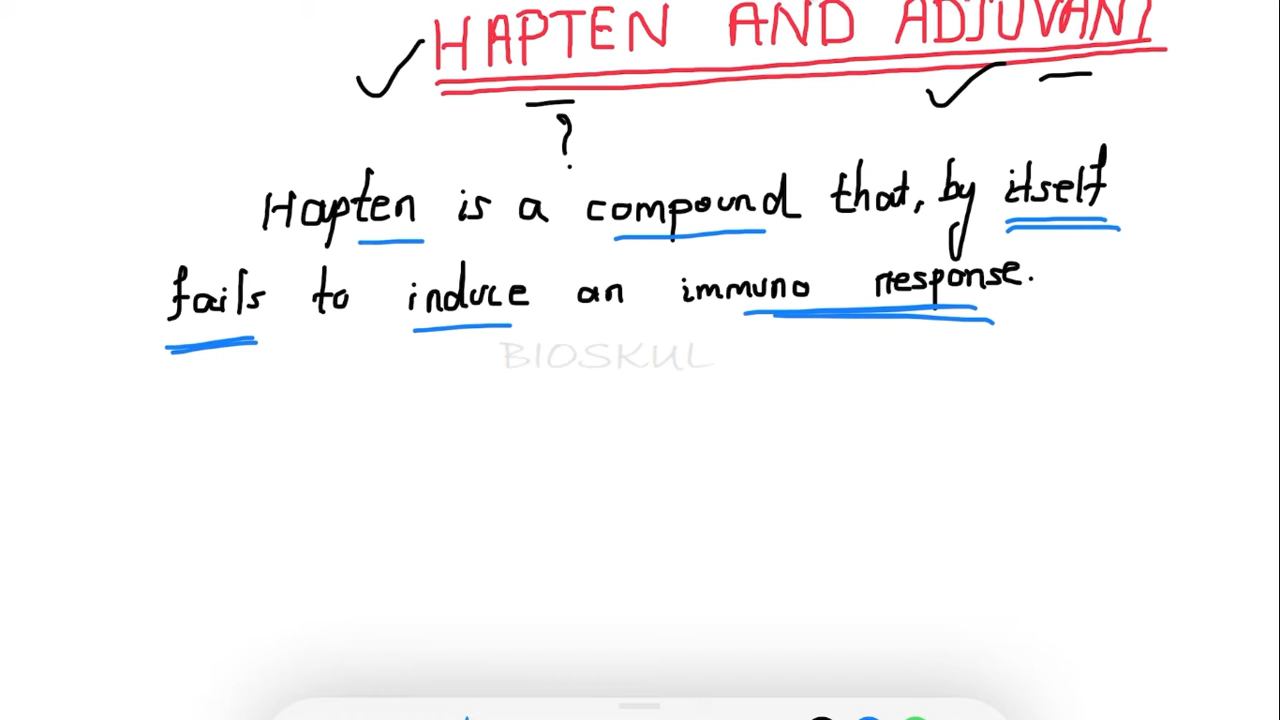 HAPTEN AND ADJUVANT
?
Hapten is a compound that, by itself
fails to induce an immuno response.
BIOSKUL